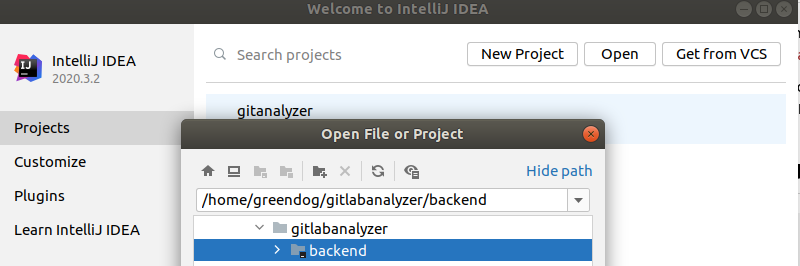 Welcome to IntelliJ IDEA
IntelliJ IDEA
2020.3.2
Search projects
New Project
Open
Get from VCS
gitanalyzer
Projects
Customize
Plugins
Learn IntelliJ IDEA
Open File or Project
Hide path
/home/greendog/gitlabanalyzer/backend
gitlabanalyzer
backend